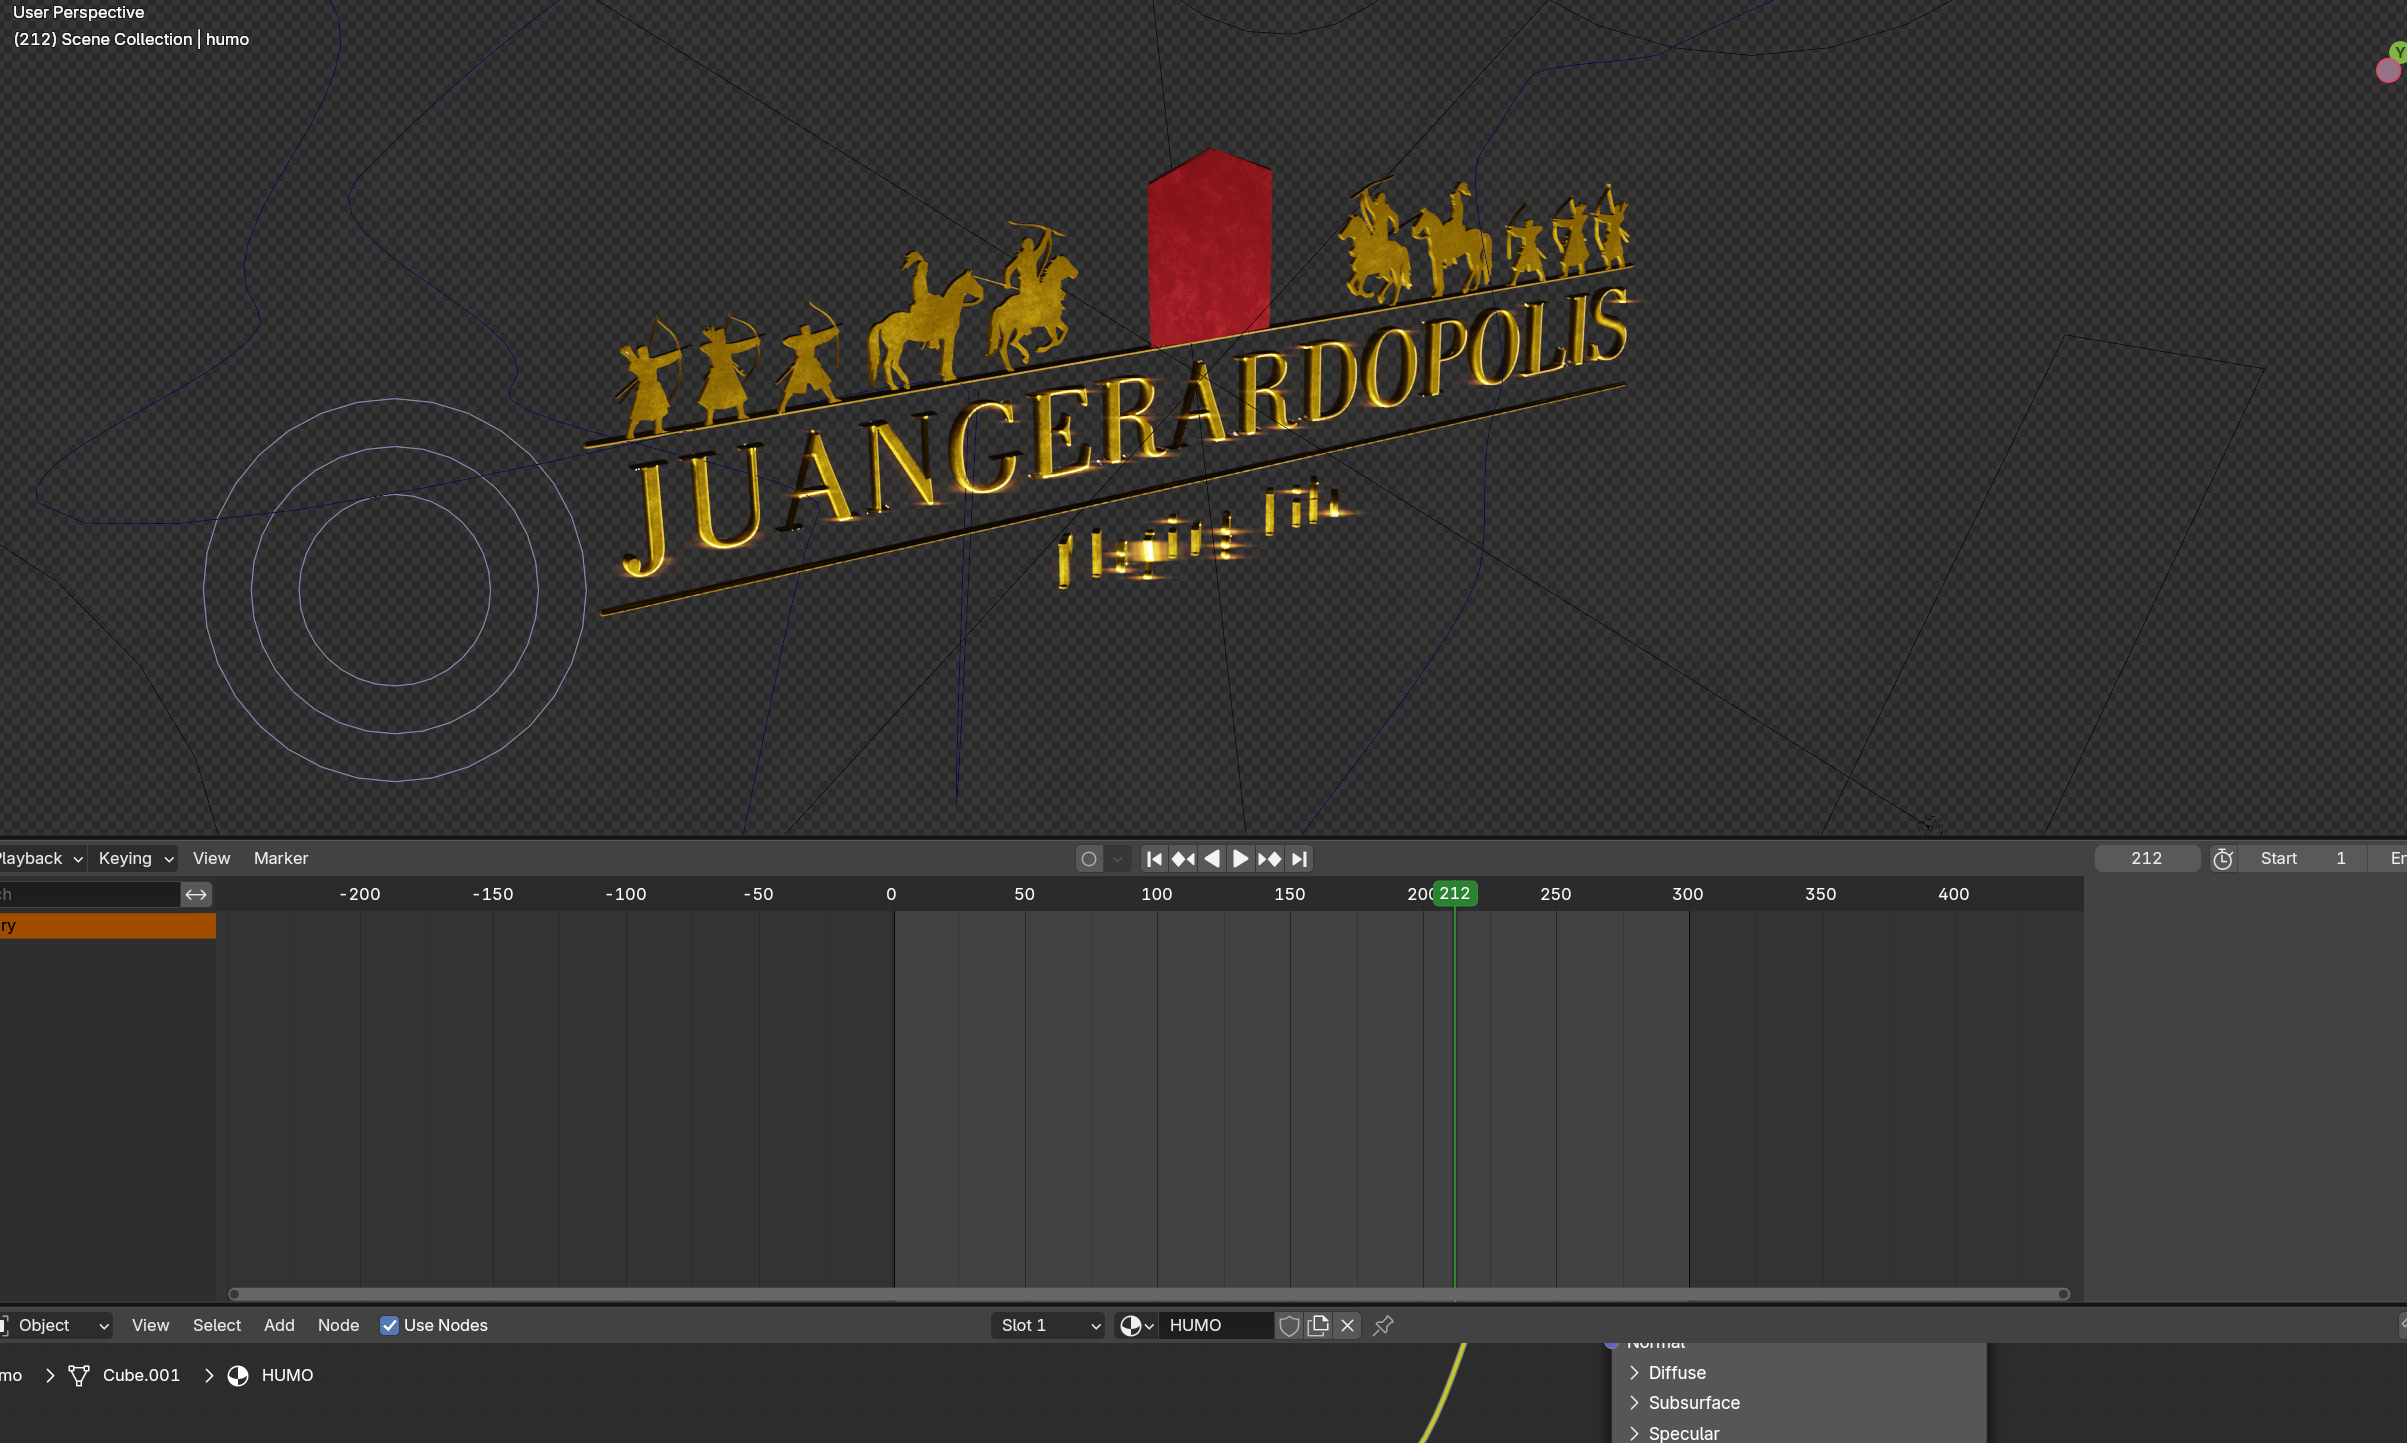 User Perspective
(212) Scene Collection | humo
Y
JUANGERARDOPOLIS
layback Keying View Marker
212 Start 1 En
-200 -150 -100 -50 0 50 100 150 200 212 250 300 350 400
ry
Object View Select Add Node Use Nodes Slot 1 HUMO
Normal
mo > Cube.001 > HUMO
Diffuse
Subsurface
Specular